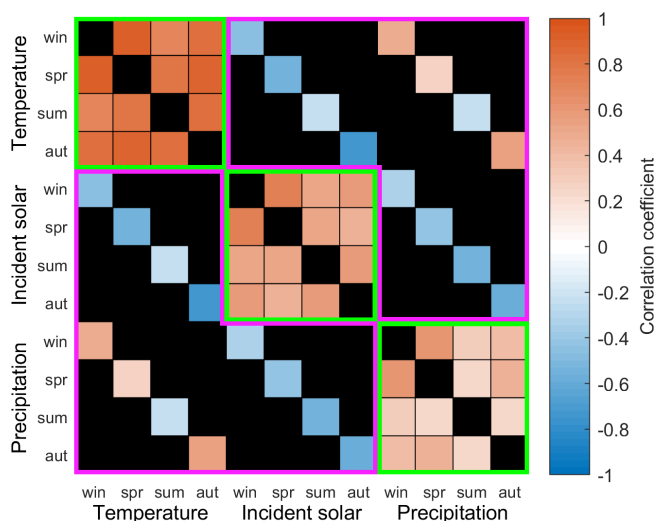 Temperature
win
spr
sum
aut
Incident solar
win
spr
sum
aut
Precipitation
win
spr
sum
aut
win spr sum aut win spr sum aut win spr sum aut
Temperature Incident solar Precipitation
1
0.8
0.6
0.4
0.2
0
-0.2
-0.4
-0.6
-0.8
-1
Correlation coefficient